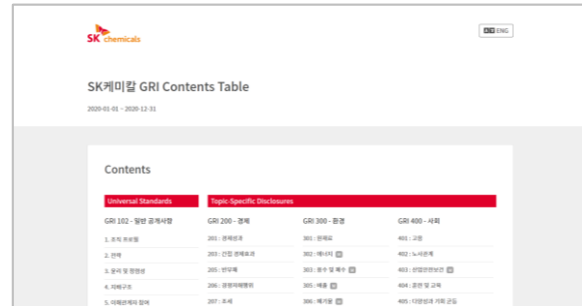 SK chemicals
국문 ENG
SK케미칼 GRI Contents Table
2020-01-01 ~ 2020-12-31
Contents
Universal Standards
Topic-Specific Disclosures
GRI 102 - 일반 공개사항
GRI 200 - 경제
GRI 300 - 환경
GRI 400 - 사회
1. 조직 프로필
201 : 경제성과
301 : 원재료
401 : 고용
2. 전략
203 : 간접 경제효과
302 : 에너지
402 : 노사관계
3. 윤리 및 청렴성
205 : 반부패
303 : 용수 및 폐수
403 : 산업안전보건
4. 지배구조
206 : 경쟁저해행위
305 : 배출
404 : 훈련 및 교육
5. 이해관계자 참여
207 : 조세
306 : 폐기물
405 : 다양성과 기회 균등